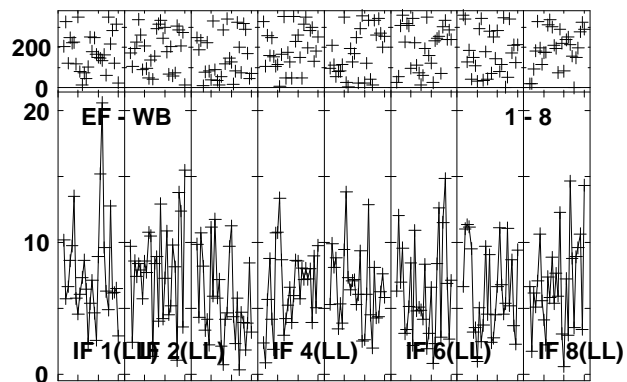 200
0
20
EF - WB
1 - 8
10
0
IF 1(LL)
IF 2(LL)
IF 4(LL)
IF 6(LL)
IF 8(LL)